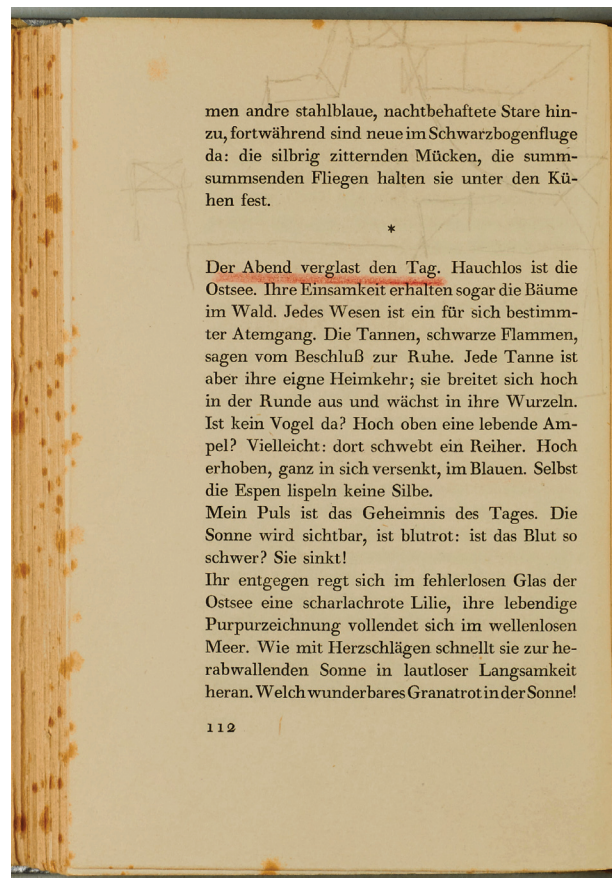 men andre stahlblaue, nachtbehaftete Stare hin-
zu, fortwährend sind neue im Schwarzbogenfluge
da: die silbrig zitternden Mücken, die summ-
summsenden Fliegen halten sie unter den Kü-
hen fest.
*
Der Abend verglast den Tag. Hauchlos ist die
Ostsee. Ihre Einsamkeit erhalten sogar die Bäume
im Wald. Jedes Wesen ist ein für sich bestimm-
ter Atemgang. Die Tannen, schwarze Flammen,
sagen vom Beschluß zur Ruhe. Jede Tanne ist
aber ihre eigne Heimkehr; sie breitet sich hoch
in der Runde aus und wächst in ihre Wurzeln.
Ist kein Vogel da? Hoch oben eine lebende Am-
pel? Vielleicht: dort schwebt ein Reiher. Hoch
erhoben, ganz in sich versenkt, im Blauen. Selbst
die Espen lispeln keine Silbe.
Mein Puls ist das Geheimnis des Tages. Die
Sonne wird sichtbar, ist blutrot: ist das Blut so
schwer? Sie sinkt!
Ihr entgegen regt sich im fehlerlosen Glas der
Ostsee eine scharlachrote Lilie, ihre lebendige
Purpurzeichnung vollendet sich im wellenlosen
Meer. Wie mit Herzschlägen schnellt sie zur he-
rabwallenden Sonne in lautloser Langsamkeit
heran. Welch wunderbares Granatrot in der Sonne!
112